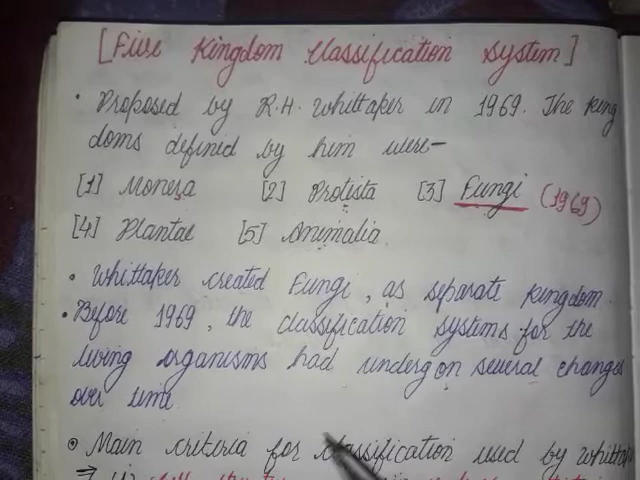 [Five Kingdom Classification System]
• Proposed by R.H. Whittaker in 1969. The King
doms defined by him were-
[1] Monera [2] Protista [3] Fungi (1969)
[4] Plantae [5] Animalia
• Whittaker created Fungi, as separate kingdom.
• Before 1969, the classification systems for the
living organisms had undergon several changes
over time
⊙ Main criteria for classification used by whittak